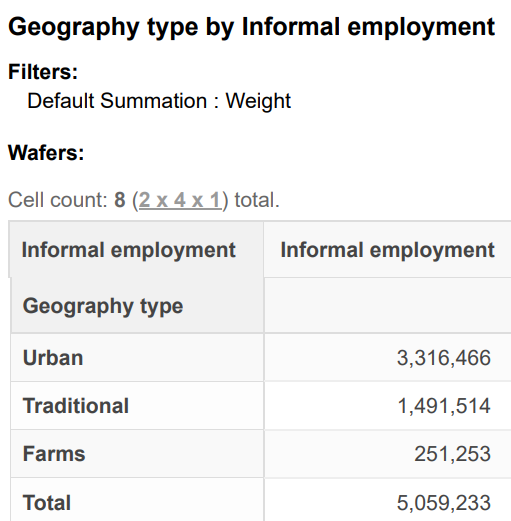 Geography type by Informal employment
Filters:
Default Summation : Weight
Wafers:
Cell count: 8 (2 x 4 x 1) total.
Informal employment Informal employment
Geography type
Urban 3,316,466
Traditional 1,491,514
Farms 251,253
Total 5,059,233